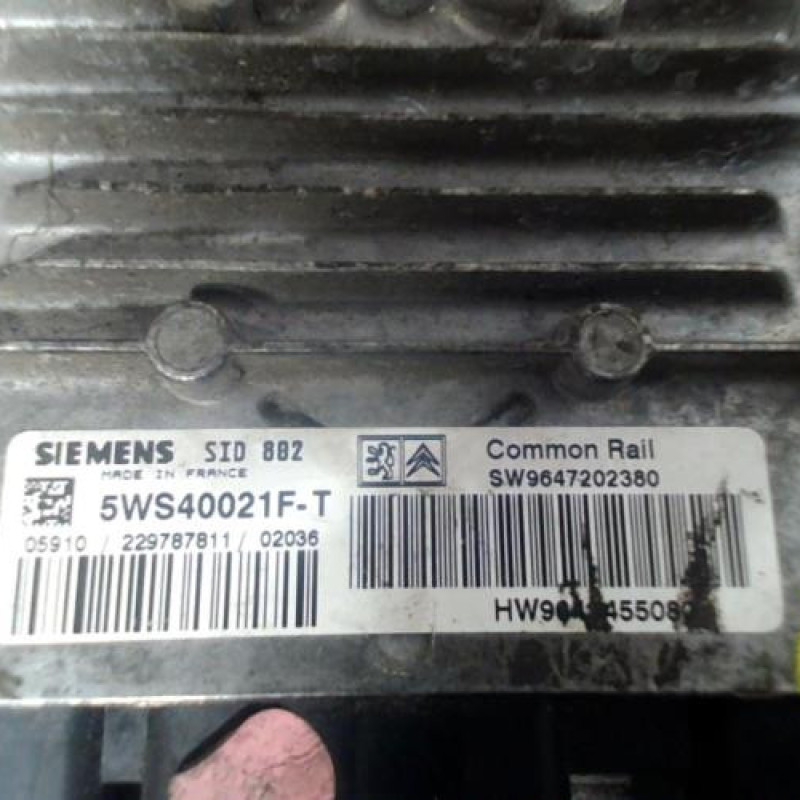 SIEMENS SID 802
MADE IN FRANCE
5WS40021F-T
05910 / 229787811 / 02036
Common Rail
SW9647202380